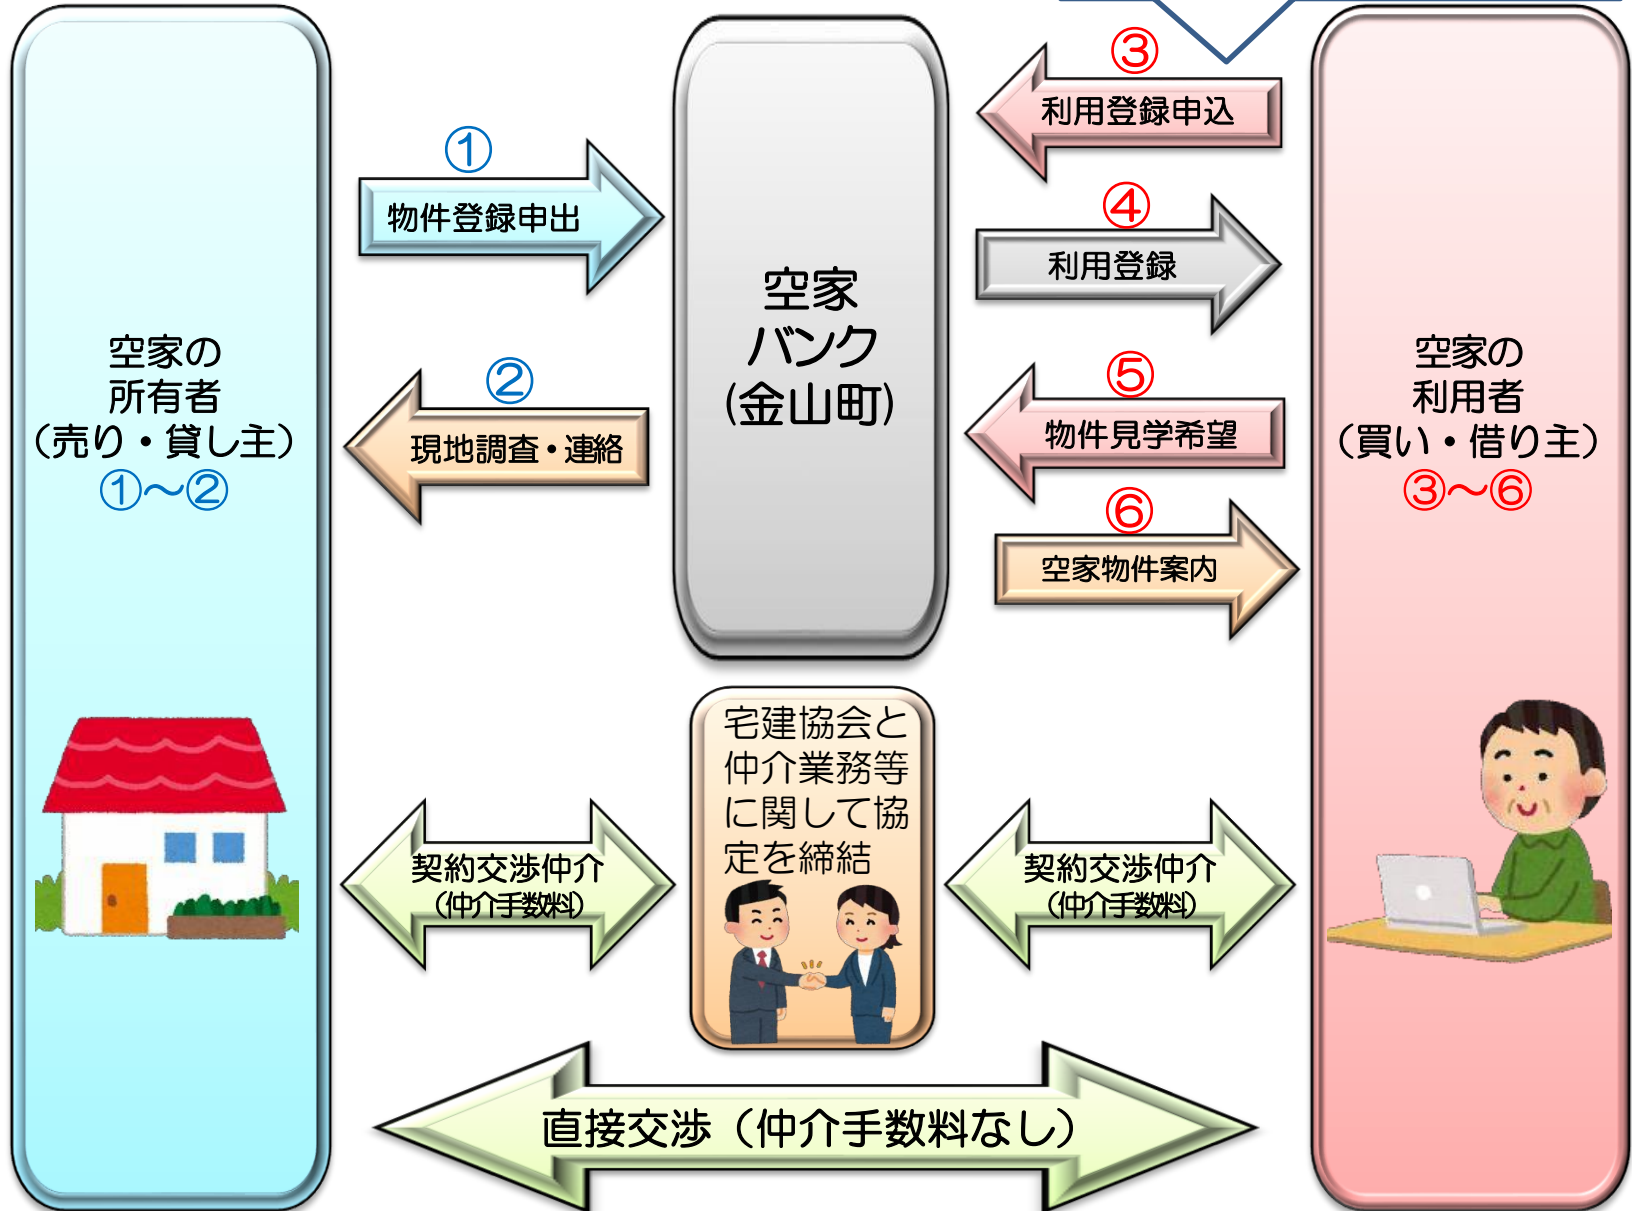 空家の
所有者
（売り・貸し主）
①～②
①
物件登録申出
②
現地調査・連絡
空家
バンク
(金山町)
③
利用登録申込
④
利用登録
⑤
物件見学希望
⑥
空家物件案内
空家の
利用者
（買い・借り主）
③～⑥
契約交渉仲介
（仲介手数料）
宅建協会と
仲介業務等
に関して協
定を締結
契約交渉仲介
（仲介手数料）
直接交渉（仲介手数料なし）